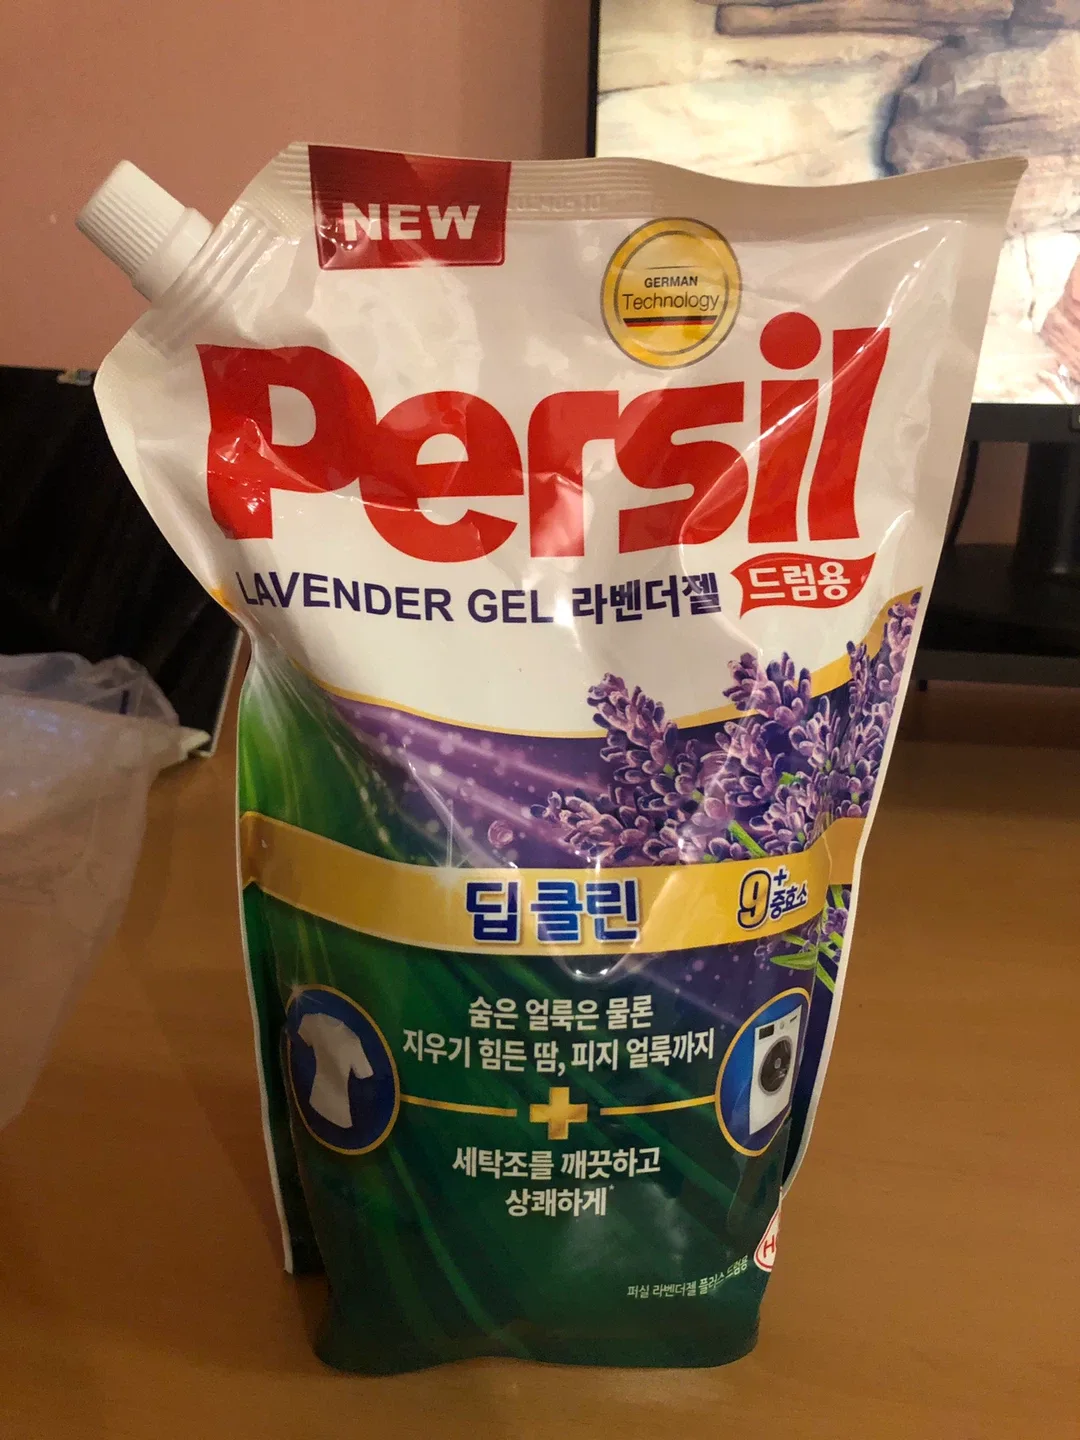 NEW
GERMAN
Technology
Persil
LAVENDER GEL 라벤더젤 드럼용
딥 클린
9+
중효소
숨은 얼룩은 물론
지우기 힘든 땀, 피지 얼룩까지
세탁조를 깨끗하고
상쾌하게*
퍼실 라벤더젤 플러스 드럼용